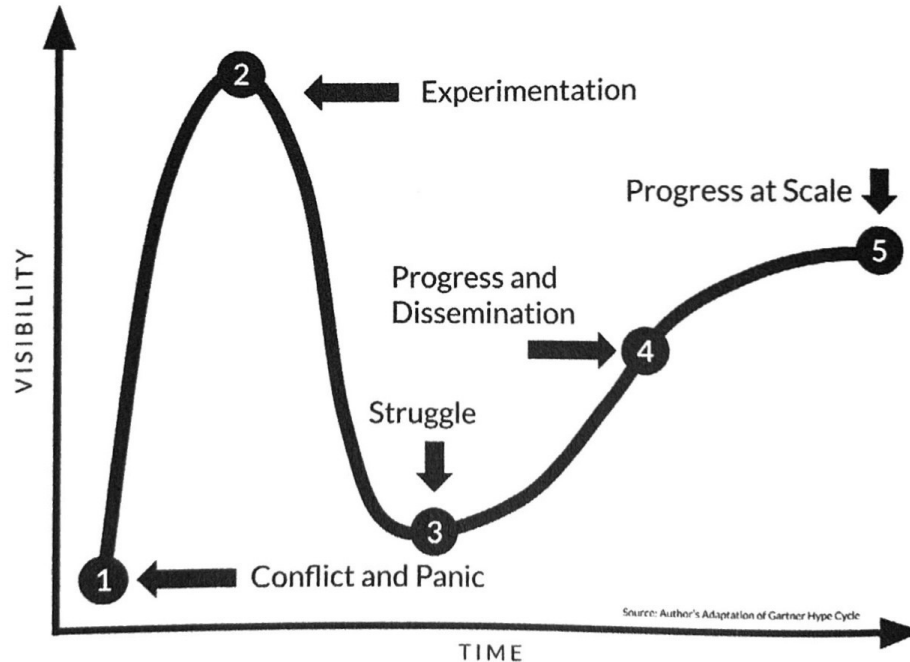 2
Experimentation
Progress at Scale
5
VISIBILITY
Progress and
Dissemination
4
Struggle
3
1
Conflict and Panic
Source: Author's Adaptation of Gartner Hype Cycle
TIME